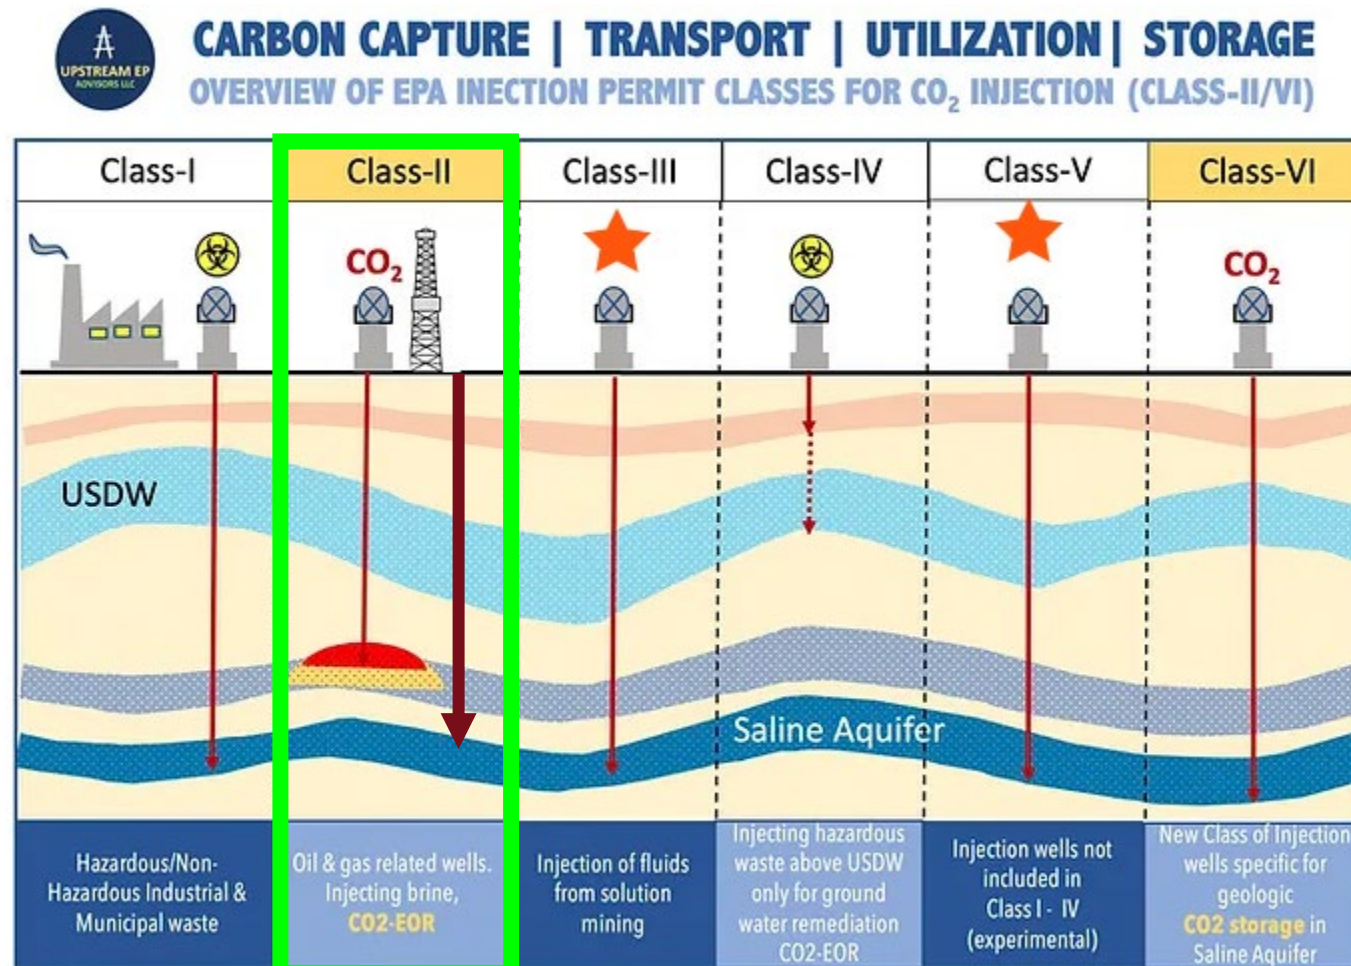 UPSTREAM EP
ADVISORS LLC
CARBON CAPTURE | TRANSPORT | UTILIZATION | STORAGE
OVERVIEW OF EPA INECTION PERMIT CLASSES FOR CO₂ INJECTION (CLASS-II/VI)
Class-I
Class-II
Class-III
Class-IV
Class-V
Class-VI
CO₂
CO₂
USDW
Saline Aquifer
Hazardous/Non-
Hazardous Industrial &
Municipal waste
Oil & gas related wells.
Injecting brine,
CO2-EOR
Injection of fluids
from solution
mining
Injecting hazardous
waste above USDW
only for ground
water remediation
CO2-EOR
Injection wells not
included in
Class I - IV
(experimental)
New Class of Injection
wells specific for
geologic
CO2 storage in
Saline Aquifer